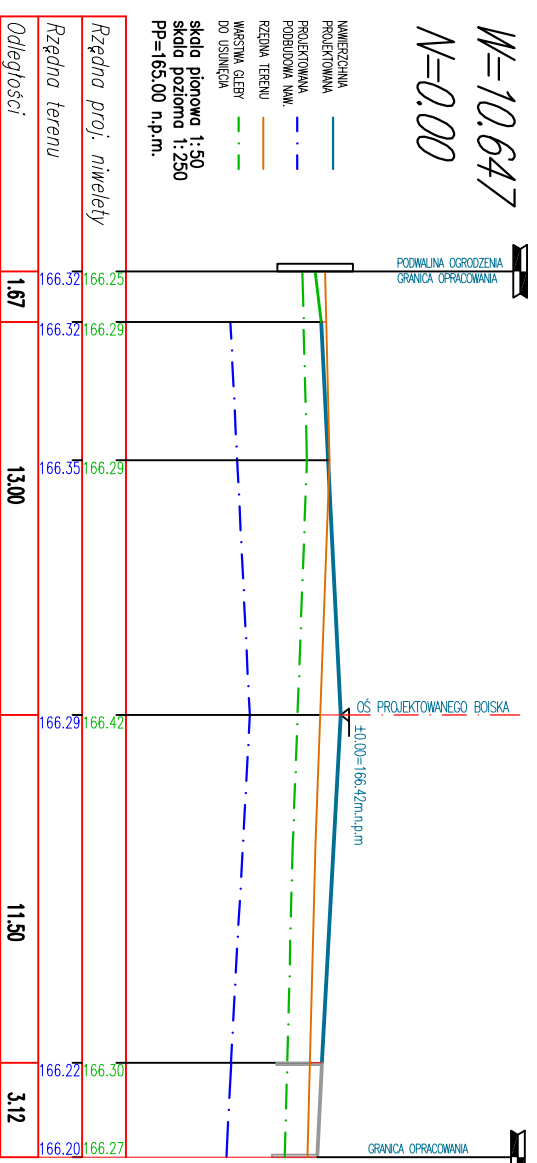 W=10.647
N=0.00
NAWIERZCHNIA
PROJEKTOWANA
PROJEKTOWANA
PODBUDOWA NAW.
RZĘDNA TERENU
WARSTWA GLEBY
DO USUNIĘCIA
skala pionowa 1:50
skala pozioma 1:250
PP=165.00 n.p.m.
PODWALINA OGRODZENIA
GRANICA OPRACOWANIA
OŚ PROJEKTOWANEGO BOISKA
±0.00=166.42m.n.p.m
GRANICA OPRACOWANIA
Rzędna proj. niwelety
166.25
166.29
166.29
166.42
166.30
166.27
Rzędna terenu
166.32
166.32
166.35
166.29
166.22
166.20
Odległości
1.67
13.00
11.50
3.12